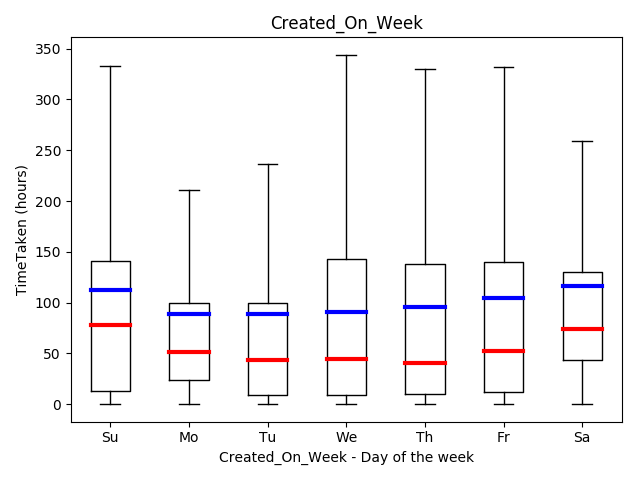 Created_On_Week
TimeTaken (hours)
350
300
250
200
150
100
50
0
Su Mo Tu We Th Fr Sa
Created_On_Week - Day of the week